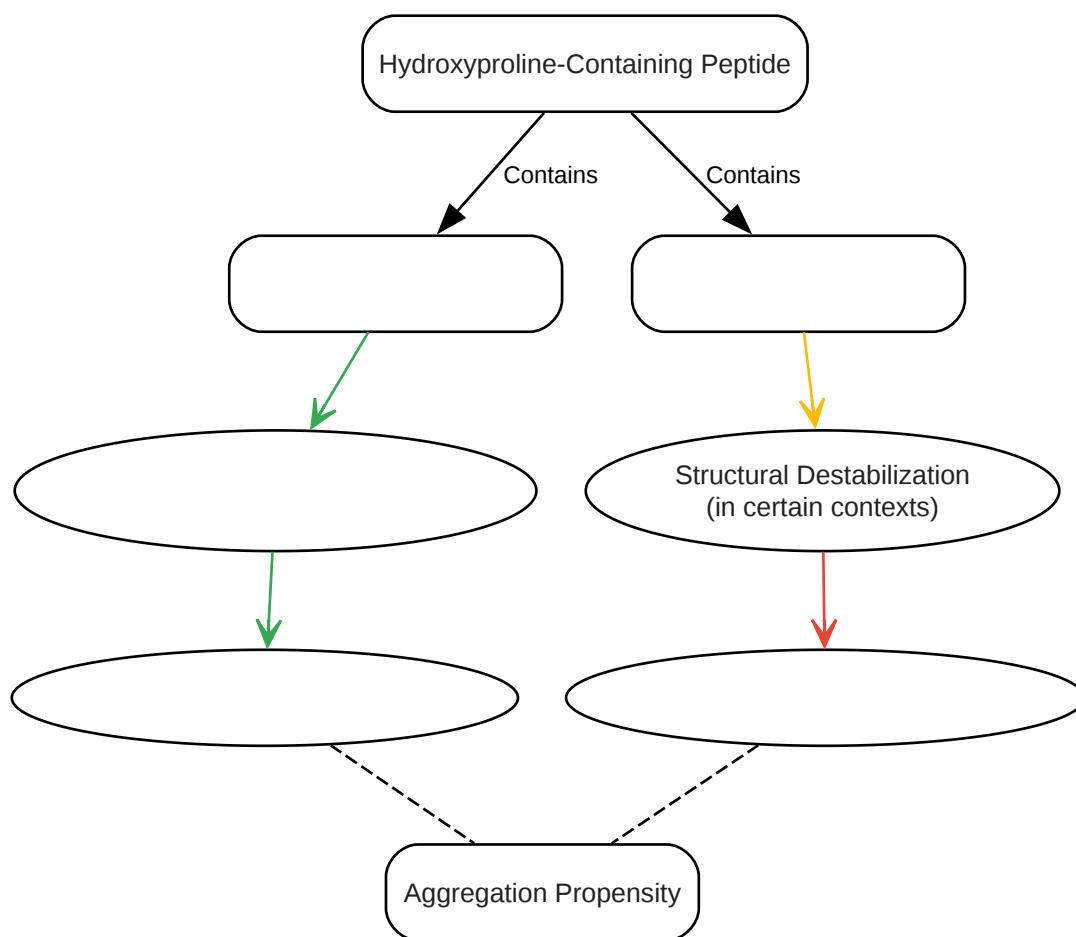 Hydroxyproline-Containing Peptide
Contains
Contains
Structural Destabilization
(in certain contexts)
Aggregation Propensity